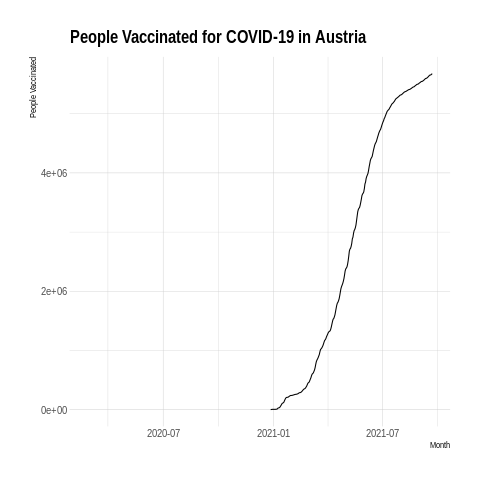 People Vaccinated for COVID-19 in Austria
People Vaccinated
4e+06
2e+06
0e+00
2020-07 2021-01 2021-07
Month